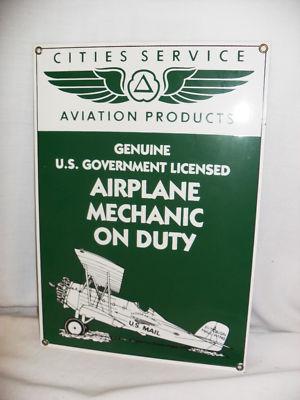 CITIES SERVICE
AVIATION PRODUCTS
GENUINE
U.S. GOVERNMENT LICENSED
AIRPLANE
MECHANIC
ON DUTY
U.S. MAIL